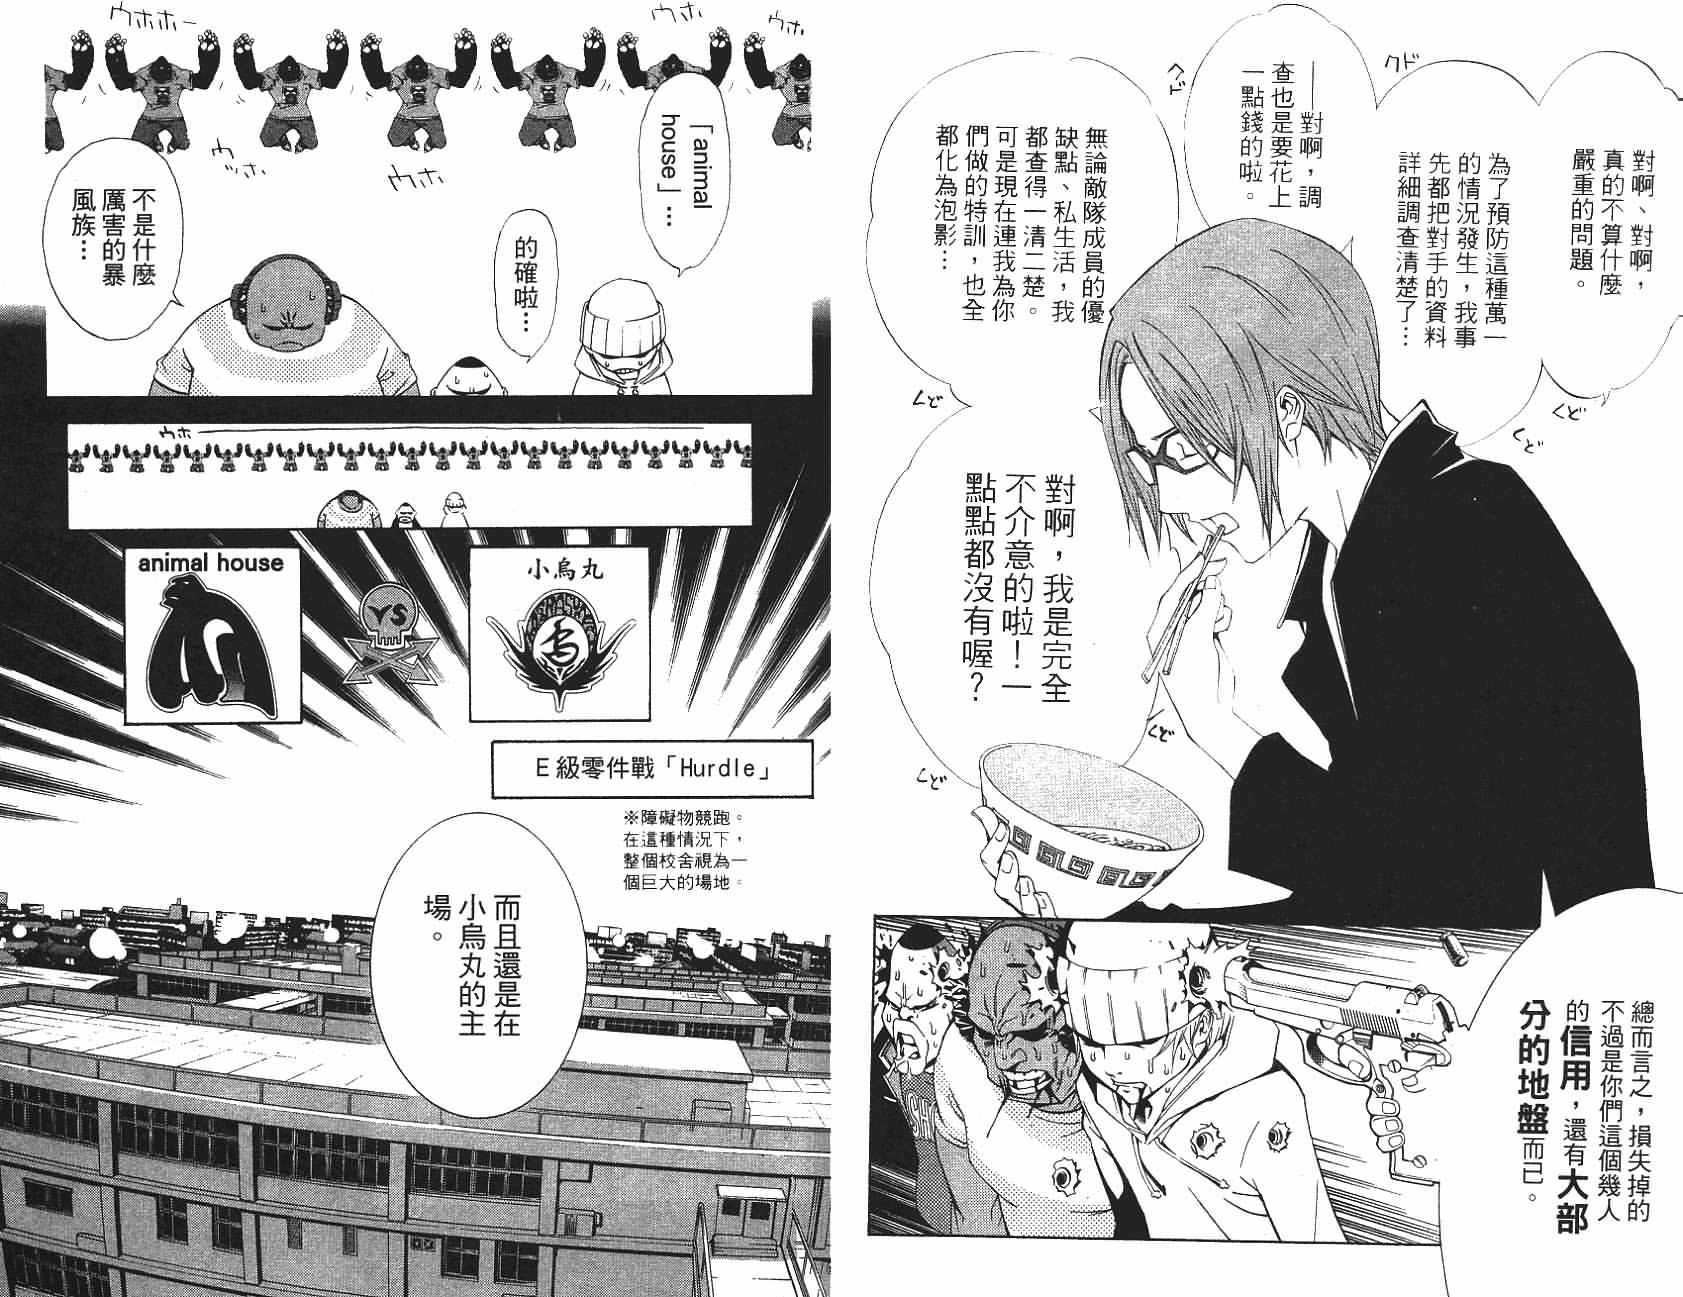 對啊、對啊，
真的不算什麼
嚴重的問題。
為了預防這種萬一
的情況發生，我事
先都把對手的資料
詳細調查清楚了…
クド
くど
くど
──對啊，調
查也是要花上
一點錢的啦。
クド
無論敵隊成員的優
缺點、私生活，我
都查得一清二楚。
可是現在連我為你
們做的特訓，也全
都化為泡影…
くど
對啊，我是完全
不介意的啦！一
點點都沒有喔？
くど
くど
總而言之，損失掉的
不過是你們這個幾人
的信用，還有大部
分的地盤而已。
ウホ
ウホ
ウホホー
「animal
house」…
ウホ
ウッホ
的確啦…
不是什麼
厲害的暴
風族…
ウホ
小烏丸
烏
YS
animal house
E級零件戰「Hurdle」
※障礙物競跑。
在這種情況下，
整個校舍視為一
個巨大的場地。
而且還是在
小烏丸的主
場。